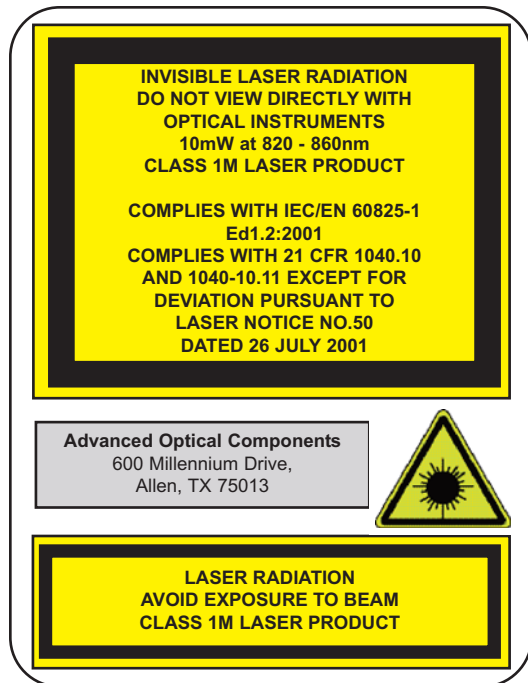 INVISIBLE LASER RADIATION
DO NOT VIEW DIRECTLY WITH
OPTICAL INSTRUMENTS
10mW at 820 - 860nm
CLASS 1M LASER PRODUCT
COMPLIES WITH IEC/EN 60825-1
Ed1.2:2001
COMPLIES WITH 21 CFR 1040.10
AND 1040-10.11 EXCEPT FOR
DEVIATION PURSUANT TO
LASER NOTICE NO.50
DATED 26 JULY 2001
Advanced Optical Components
600 Millennium Drive,
Allen, TX 75013
LASER RADIATION
AVOID EXPOSURE TO BEAM
CLASS 1M LASER PRODUCT